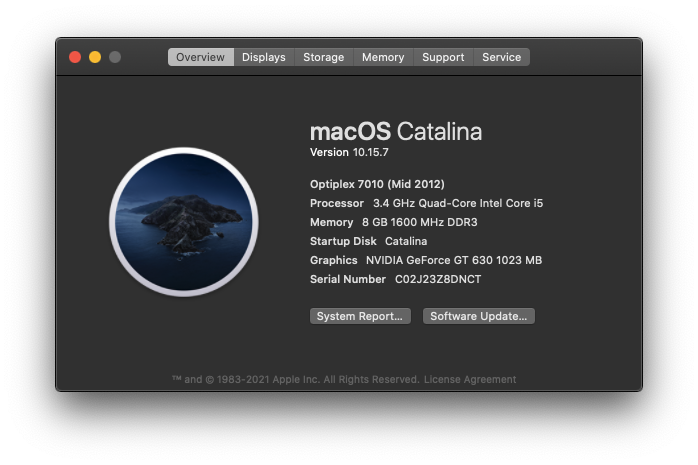 Overview Displays Storage Memory Support Service
macOS Catalina
Version 10.15.7
Optiplex 7010 (Mid 2012)
Processor 3.4 GHz Quad-Core Intel Core i5
Memory 8 GB 1600 MHz DDR3
Startup Disk Catalina
Graphics NVIDIA GeForce GT 630 1023 MB
Serial Number C02J23Z8DNCT
System Report... Software Update...
™ and © 1983-2021 Apple Inc. All Rights Reserved. License Agreement